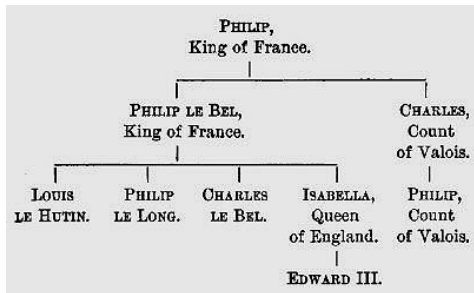 PHILIP,
King of France.
PHILIP LE BEL,
King of France.
CHARLES,
Count
of Valois.
LOUIS
LE HUTIN.
PHILIP
LE LONG.
CHARLES
LE BEL.
ISABELLA,
Queen
of England.
PHILIP,
Count
of Valois.
EDWARD III.